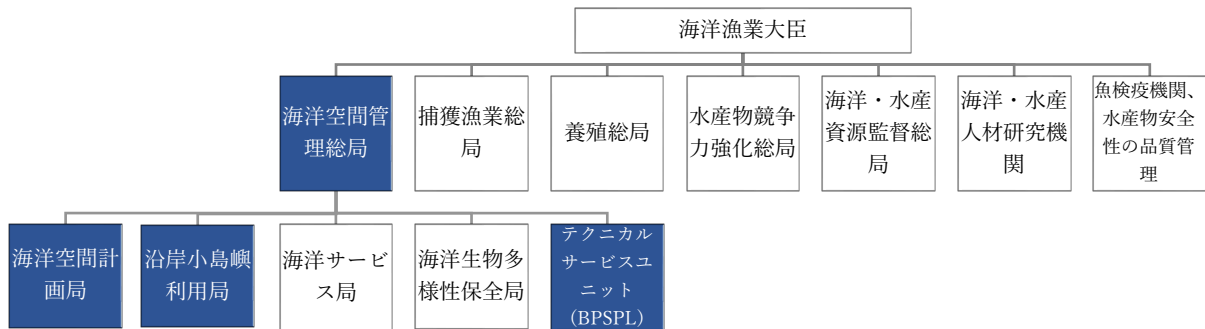 海洋漁業大臣
海洋空間管
理総局
捕獲漁業総
局
養殖総局
水産物競争
力強化総局
海洋・水産
資源監督総
局
海洋・水産
人材研究機
関
魚検疫機関、
水産物安全
性の品質管
理
海洋空間計
画局
沿岸小島嶼
利用局
海洋サービ
ス局
海洋生物多
様性保全局
テクニカル
サービスユ
ニット
(BPSPL)